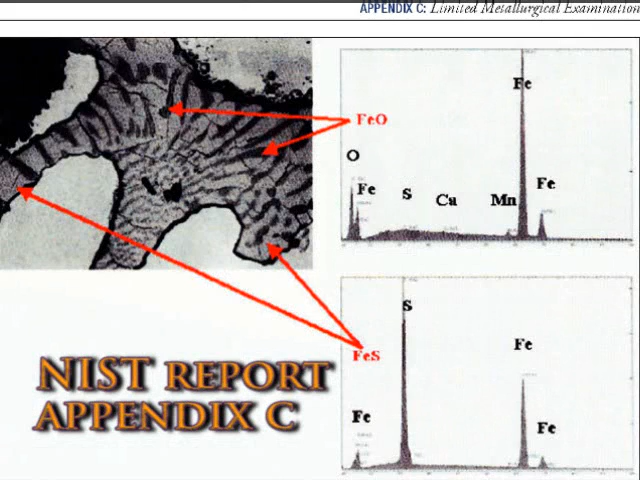 APPENDIX C: Limited Metallurgical Examination
FeO
Fe
O
Fe
S
Ca
Mn
Fe
FeS
S
Fe
Fe
Fe
NIST REPORT
APPENDIX C